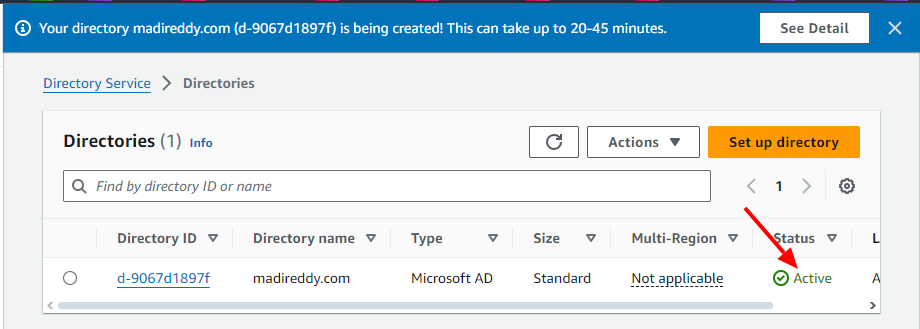 Your directory madireddy.com (d-9067d1897f) is being created! This can take up to 20-45 minutes.
See Detail
Directory Service
Directories
Directories (1) Info
Actions
Set up directory
Find by directory ID or name
1
Directory ID Directory name Type Size Multi-Region Status L
d-9067d1897f madireddy.com Microsoft AD Standard Not applicable Active A